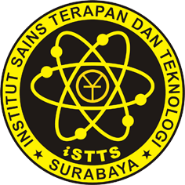 INSTITUT SAINS TERAPAN DAN TEKNOLOGI
iSTTS
SURABAYA